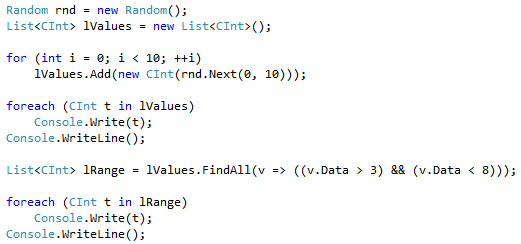 Random rnd = new Random();
List<CInt> lValues = new List<CInt>();
for (int i = 0; i < 10; ++i)
    lValues.Add(new CInt(rnd.Next(0, 10)));
foreach (CInt t in lValues)
    Console.Write(t);
Console.WriteLine();
List<CInt> lRange = lValues.FindAll(v => ((v.Data > 3) && (v.Data < 8)));
foreach (CInt t in lRange)
    Console.Write(t);
Console.WriteLine();